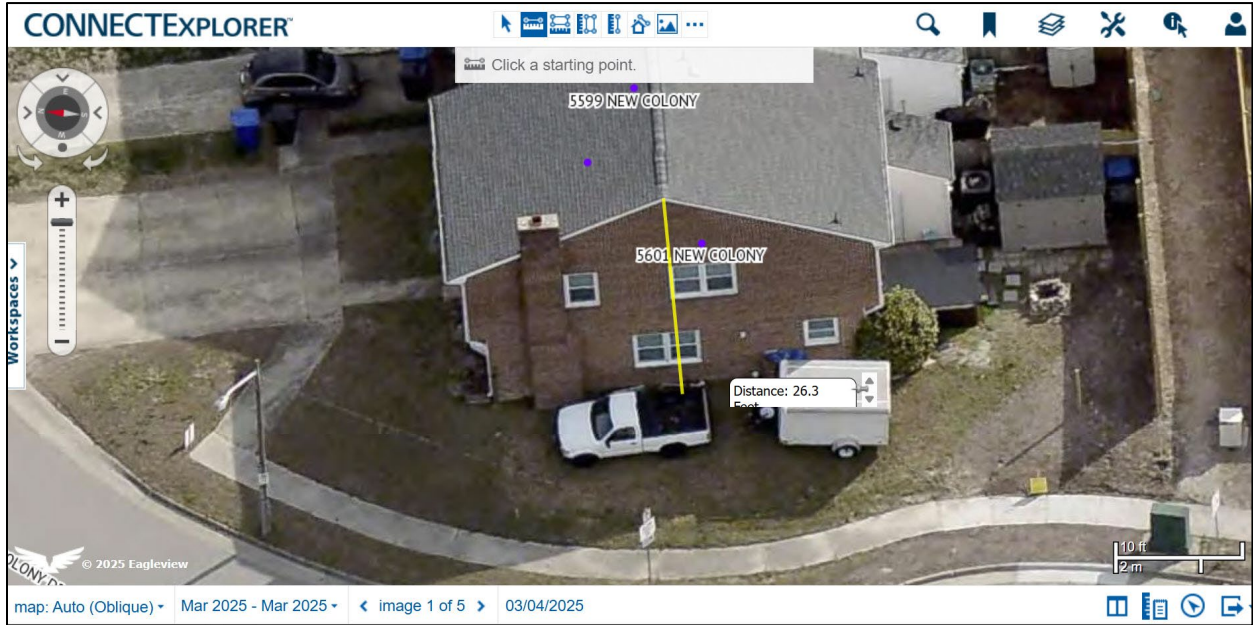 CONNECTEXPLORER™
Click a starting point.
5599 NEW COLONY
5601 NEW COLONY
Workspaces
Distance: 26.3
Feet
E
S
W
N
© 2025 Eagleview
10 ft
2 m
map: Auto (Oblique)
Mar 2025 - Mar 2025
image 1 of 5
03/04/2025